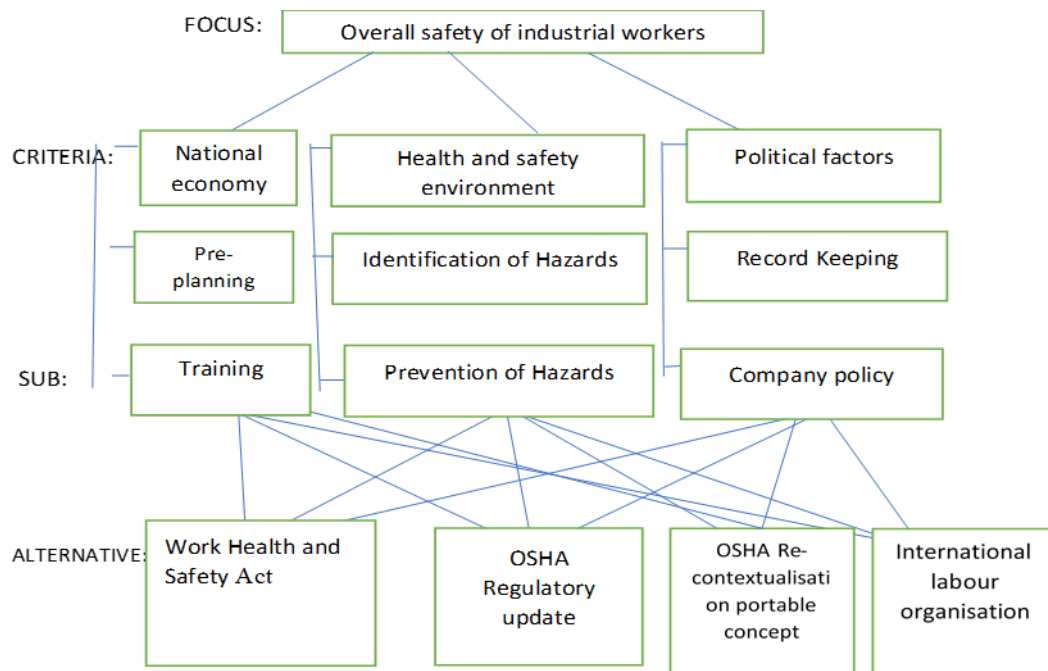 FOCUS:
Overall safety of industrial workers
CRITERIA:
National
economy
Health and safety
environment
Political factors
Pre-
planning
Identification of Hazards
Record Keeping
SUB:
Training
Prevention of Hazards
Company policy
ALTERNATIVE:
Work Health and
Safety Act
OSHA
Regulatory
update
OSHA Re-
contextualisati
on portable
concept
International
labour
organisation